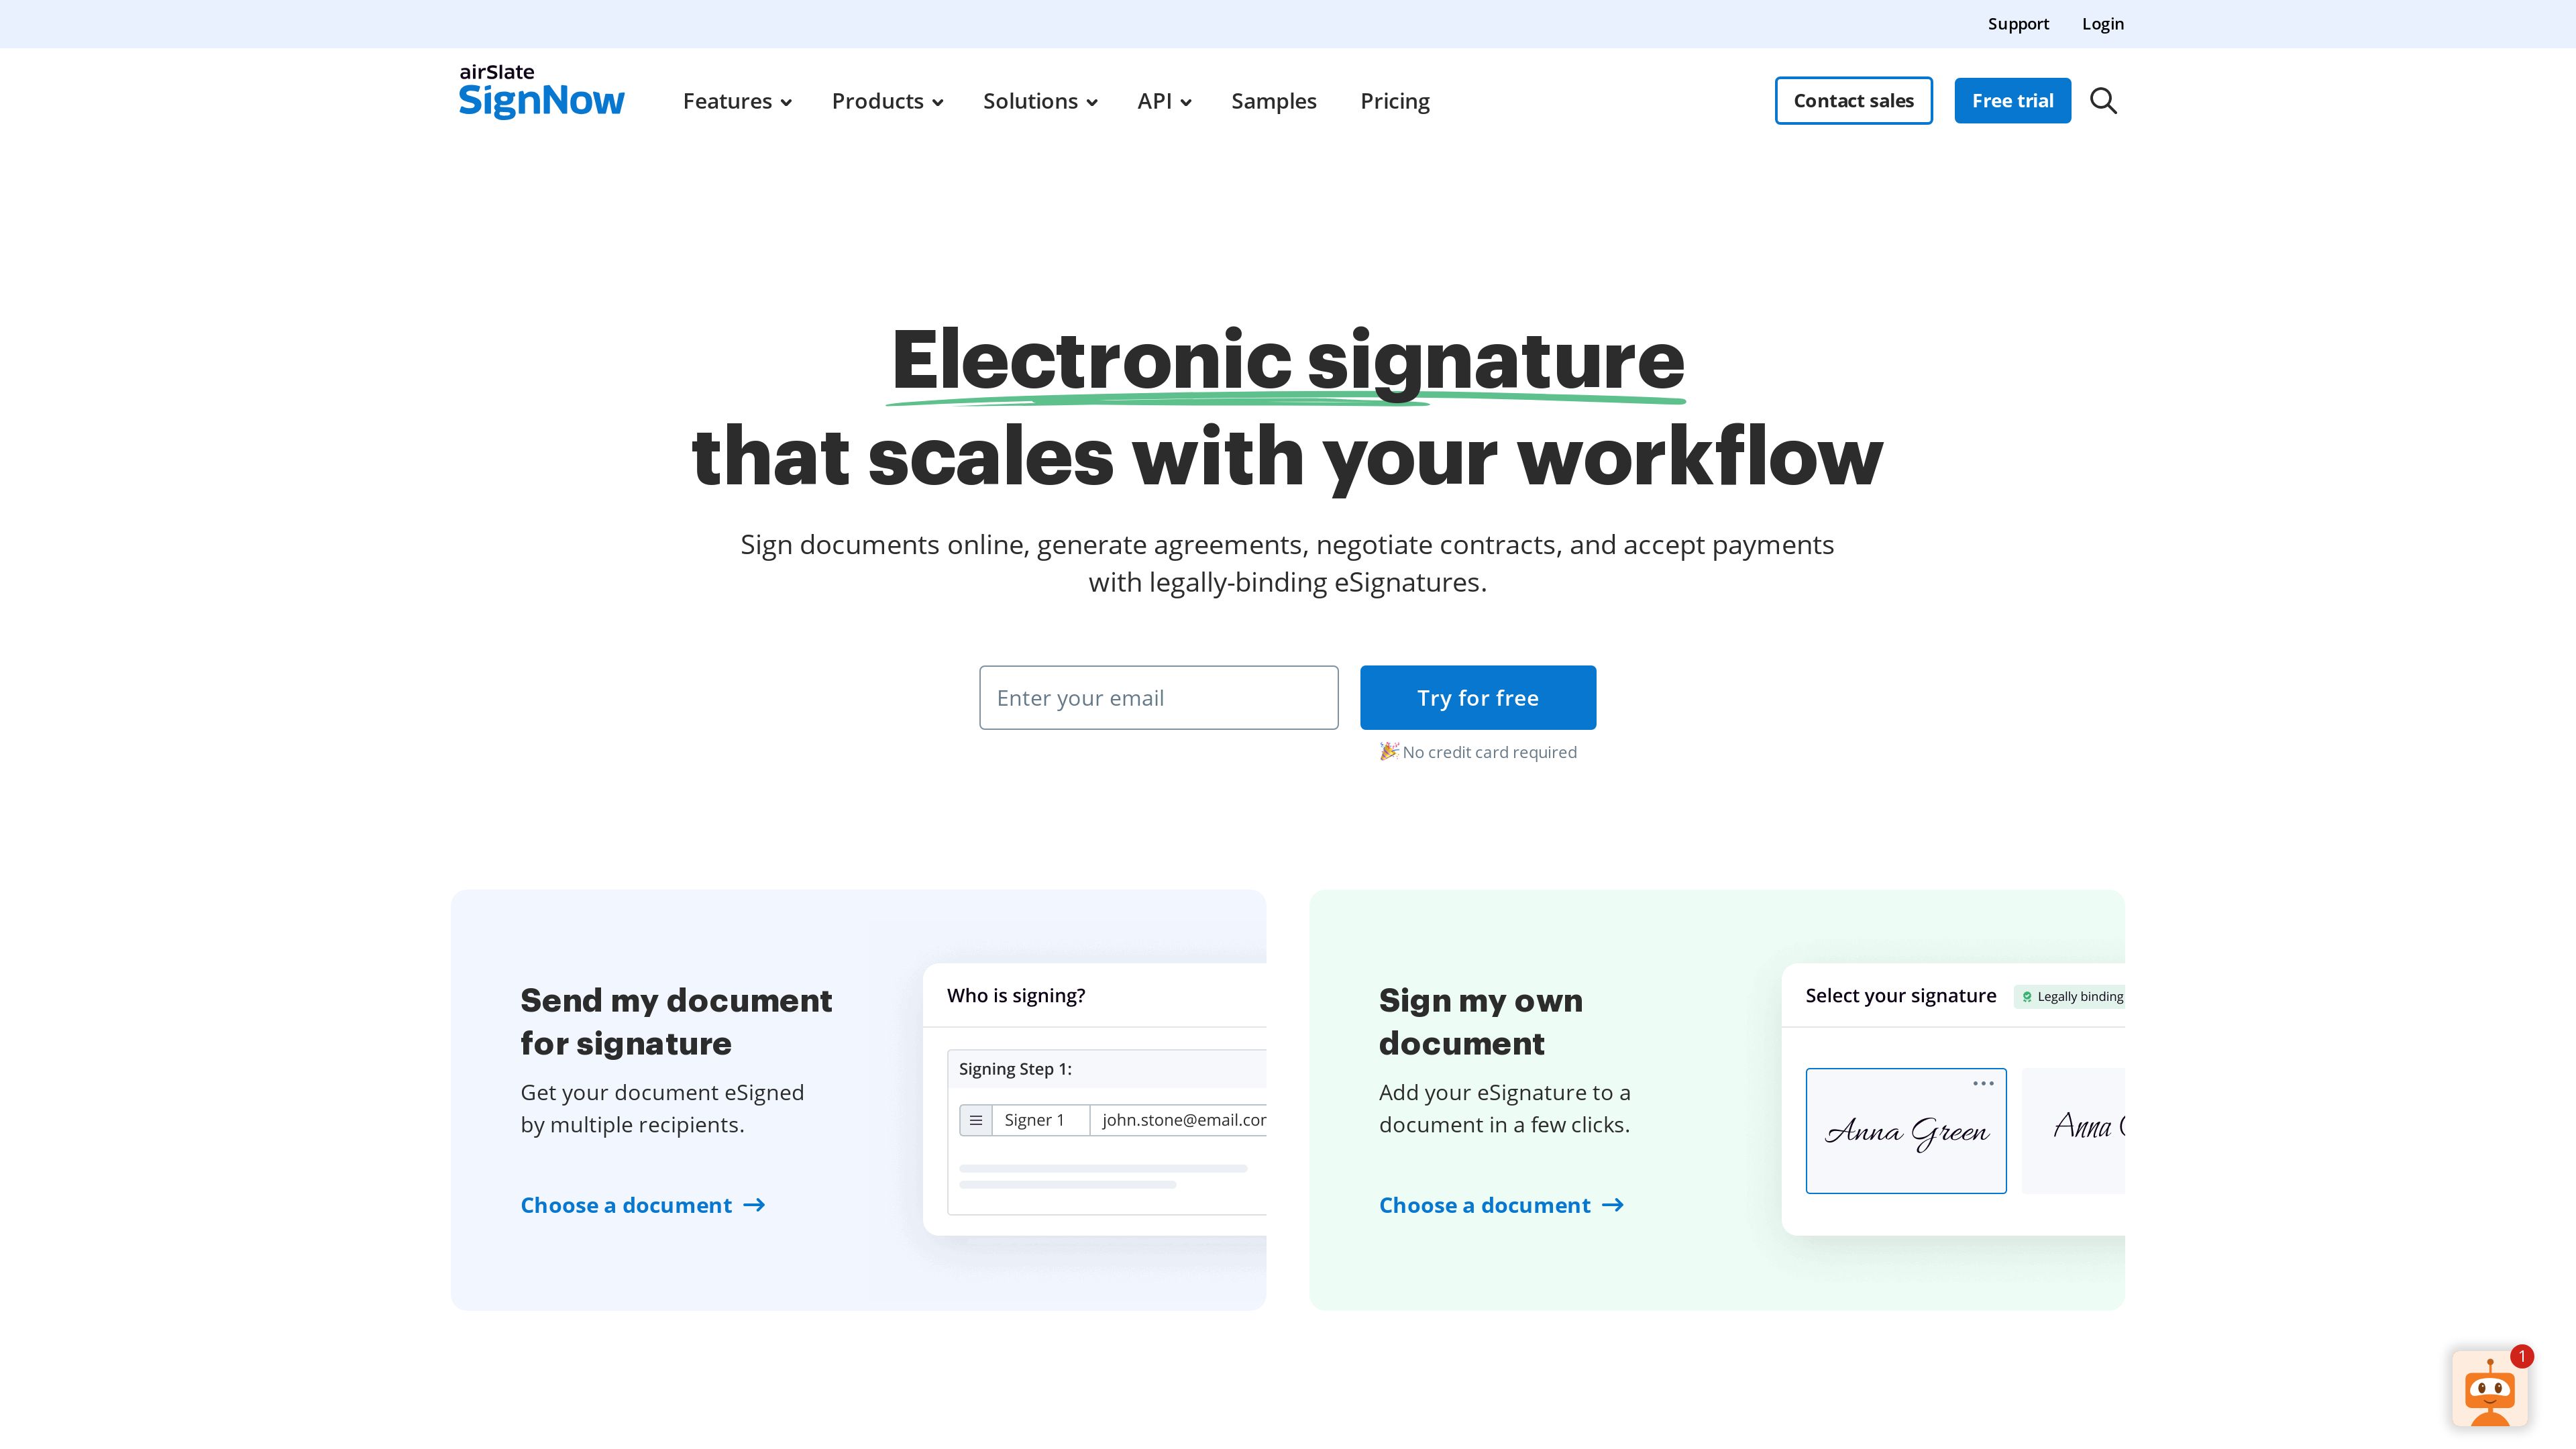 Support Login
airSlate
SignNow
Features Products Solutions API Samples Pricing Contact sales Free trial
Electronic signature
that scales with your workflow
Sign documents online, generate agreements, negotiate contracts, and accept payments
with legally-binding eSignatures.
Enter your email
Try for free
No credit card required
Send my document
for signature
Get your document eSigned
by multiple recipients.
Choose a document
Who is signing?
Signing Step 1:
Signer 1 john.stone@email.cor
Sign my own
document
Add your eSignature to a
document in a few clicks.
Choose a document
Select your signature Legally binding
Anna Green
Anna
1